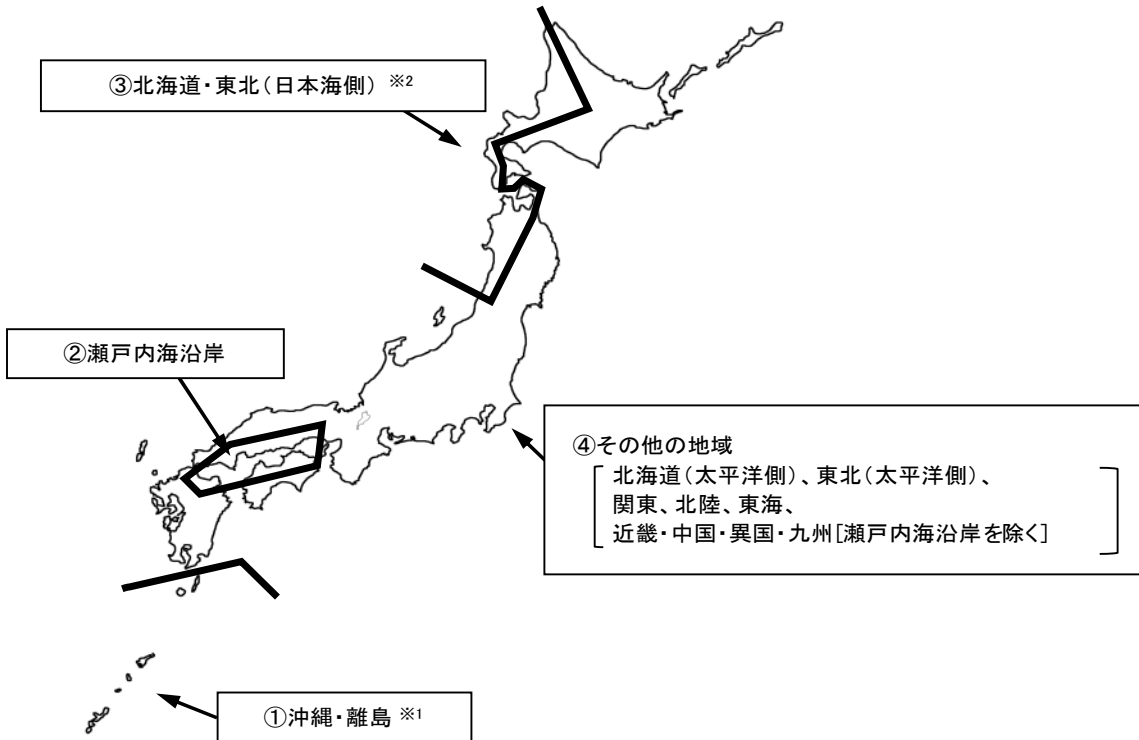 ③北海道・東北(日本海側) ※2
②瀬戸内海沿岸
④その他の地域
北海道(太平洋側)、東北(太平洋側)、
関東、北陸、東海、
近畿・中国・異国・九州[瀬戸内海沿岸を除く]
①沖縄・離島 ※1